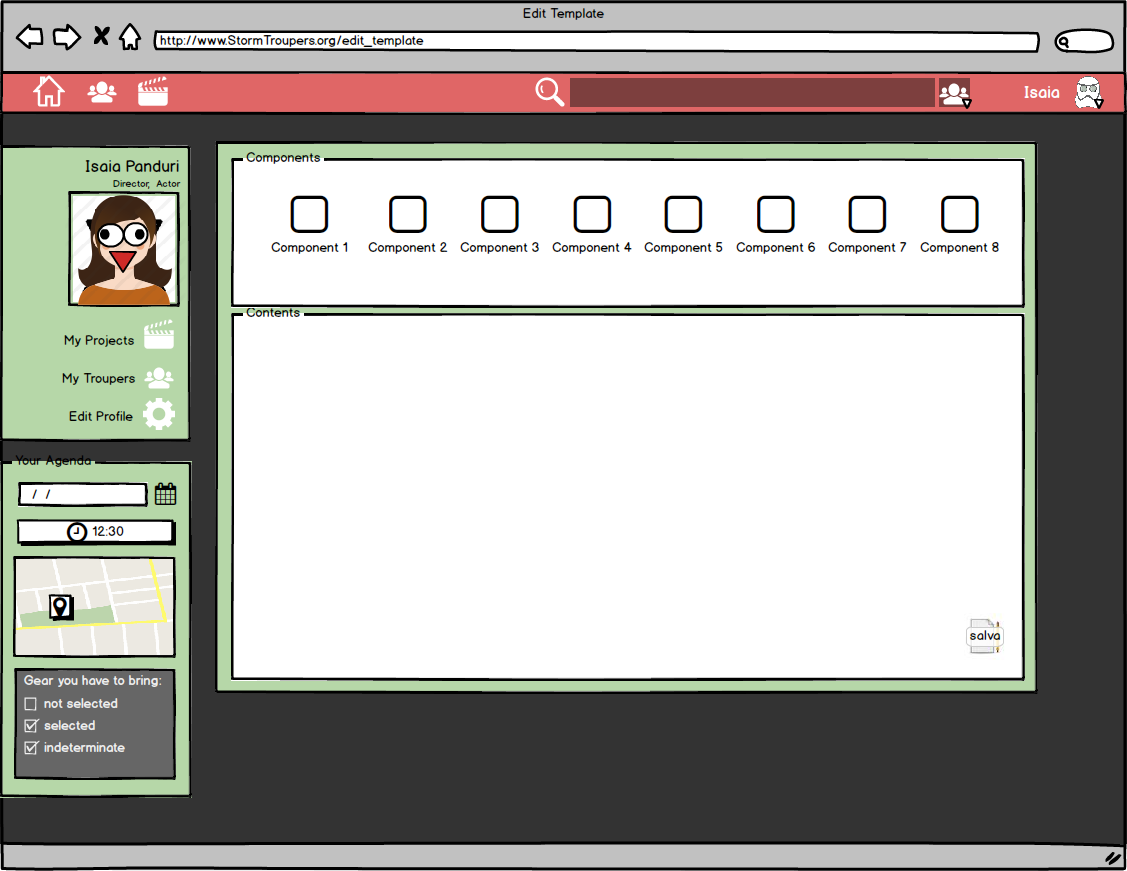 Edit Template
http://www.StormTroupers.org/edit_template
Isaia
Isaia Panduri
Director, Actor
My Projects
My Troupers
Edit Profile
Your Agenda
/ /
12:30
Gear you have to bring:
not selected
selected
indeterminate
Components
Component 1 Component 2 Component 3 Component 4 Component 5 Component 6 Component 7 Component 8
Contents
salva